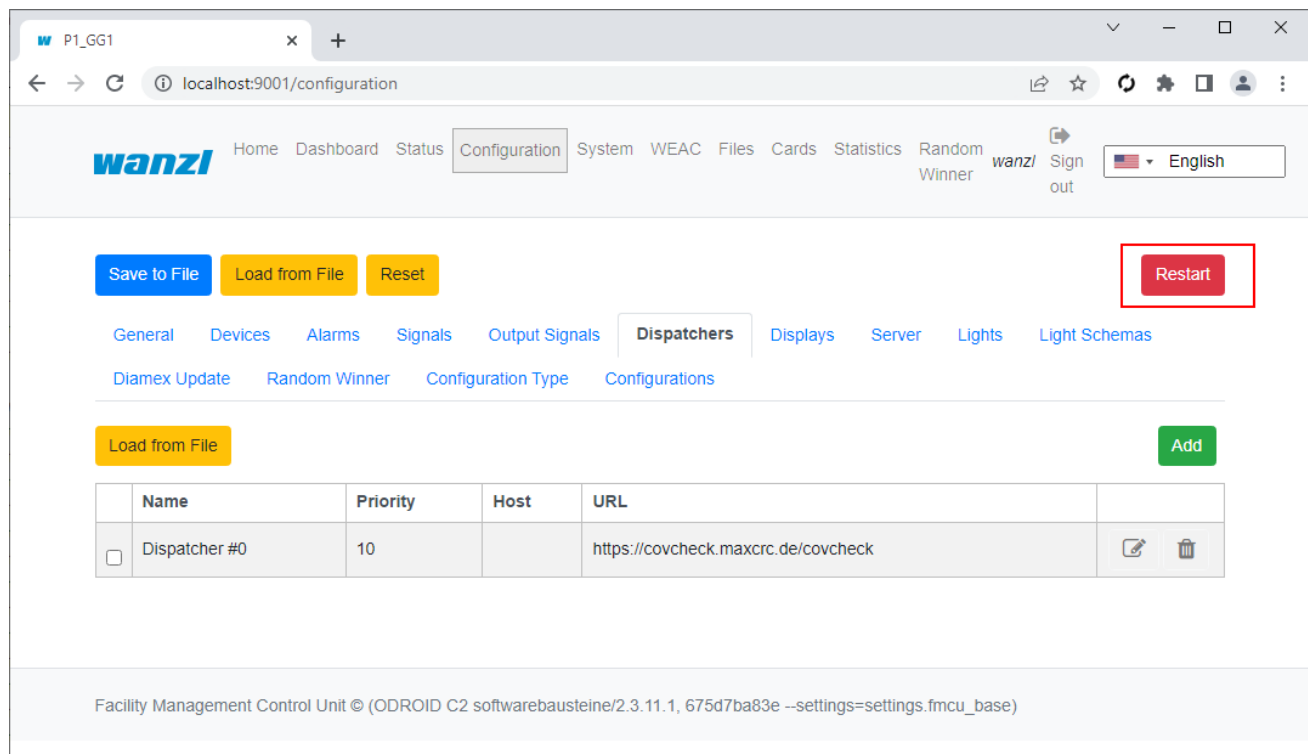 P1_GG1
localhost:9001/configuration
wanzl Home Dashboard Status Configuration System WEAC Files Cards Statistics Random Winner wanzl Sign out English
Save to File Load from File Reset Restart
General Devices Alarms Signals Output Signals Dispatchers Displays Server Lights Light Schemas
Diamex Update Random Winner Configuration Type Configurations
Load from File Add
Name Priority Host URL
Dispatcher #0 10 https://covcheck.maxcrc.de/covcheck
Facility Management Control Unit © (ODROID C2 softwarebausteine/2.3.11.1, 675d7ba83e --settings=settings.fmcu_base)